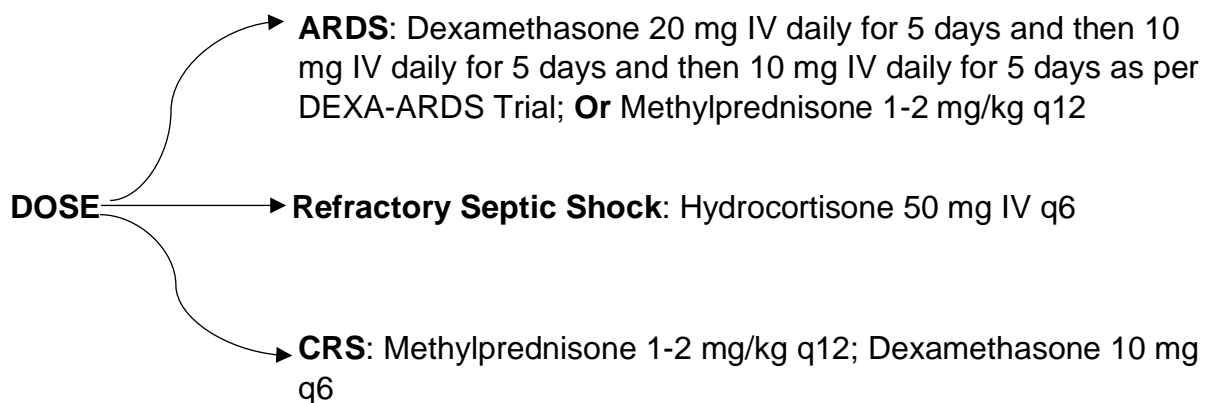 ARDS: Dexamethasone 20 mg IV daily for 5 days and then 10
mg IV daily for 5 days and then 10 mg IV daily for 5 days as per
DEXA-ARDS Trial; Or Methylprednisone 1-2 mg/kg q12
DOSE
Refractory Septic Shock: Hydrocortisone 50 mg IV q6
CRS: Methylprednisone 1-2 mg/kg q12; Dexamethasone 10 mg
q6